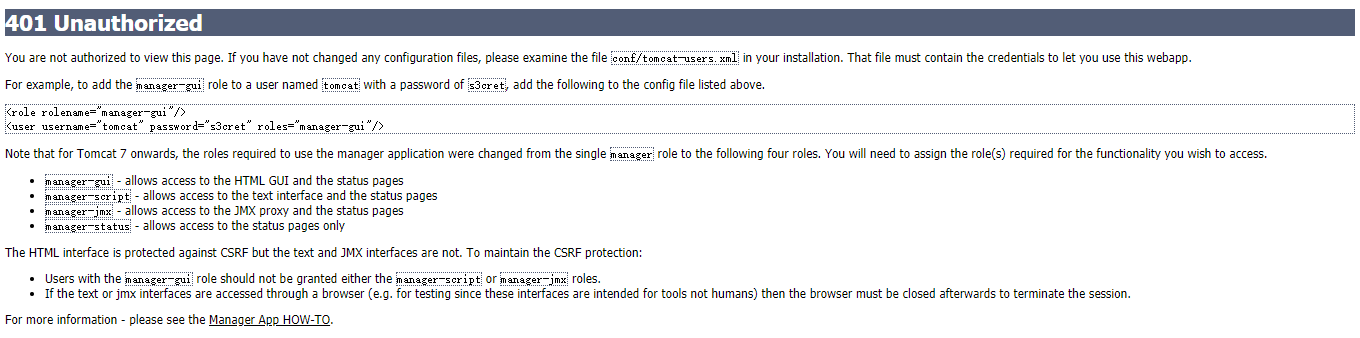 401 Unauthorized
You are not authorized to view this page. If you have not changed any configuration files, please examine the file conf/tomcat-users.xml in your installation. That file must contain the credentials to let you use this webapp.
For example, to add the manager-gui role to a user named tomcat with a password of s3cret, add the following to the config file listed above.
<role rolename="manager-gui"/>
<user username="tomcat" password="s3cret" roles="manager-gui"/>
Note that for Tomcat 7 onwards, the roles required to use the manager application were changed from the single manager role to the following four roles. You will need to assign the role(s) required for the functionality you wish to access.
• manager-gui - allows access to the HTML GUI and the status pages
• manager-script - allows access to the text interface and the status pages
• manager-jmx - allows access to the JMX proxy and the status pages
• manager-status - allows access to the status pages only
The HTML interface is protected against CSRF but the text and JMX interfaces are not. To maintain the CSRF protection:
• Users with the manager-gui role should not be granted either the manager-script or manager-jmx roles.
• If the text or jmx interfaces are accessed through a browser (e.g. for testing since these interfaces are intended for tools not humans) then the browser must be closed afterwards to terminate the session.
For more information - please see the Manager App HOW-TO.